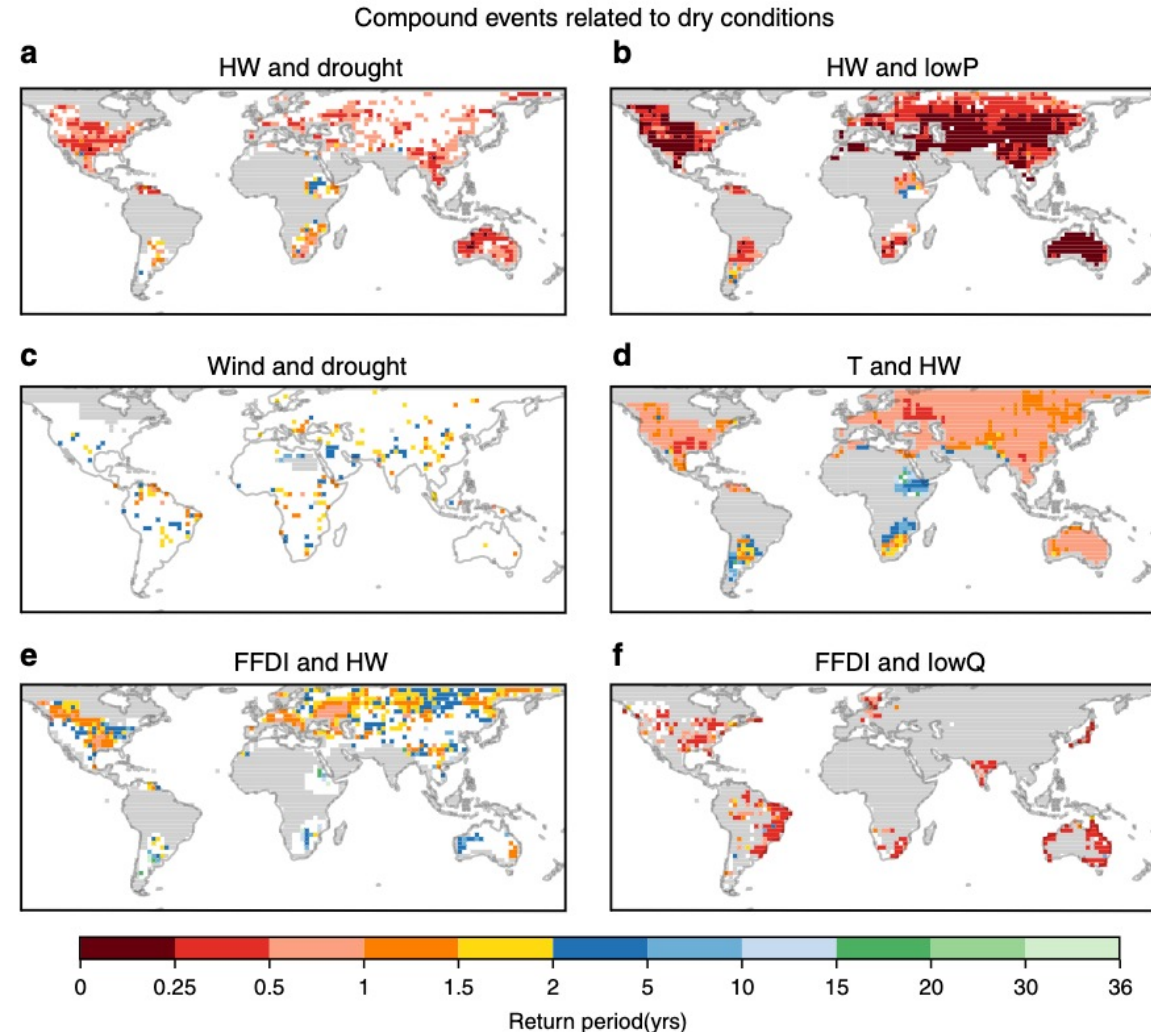 Compound events related to dry conditions
a
HW and drought
b
HW and lowP
c
Wind and drought
d
T and HW
e
FFDI and HW
f
FFDI and lowQ
0 0.25 0.5 1 1.5 2 5 10 15 20 30 36
Return period(yrs)